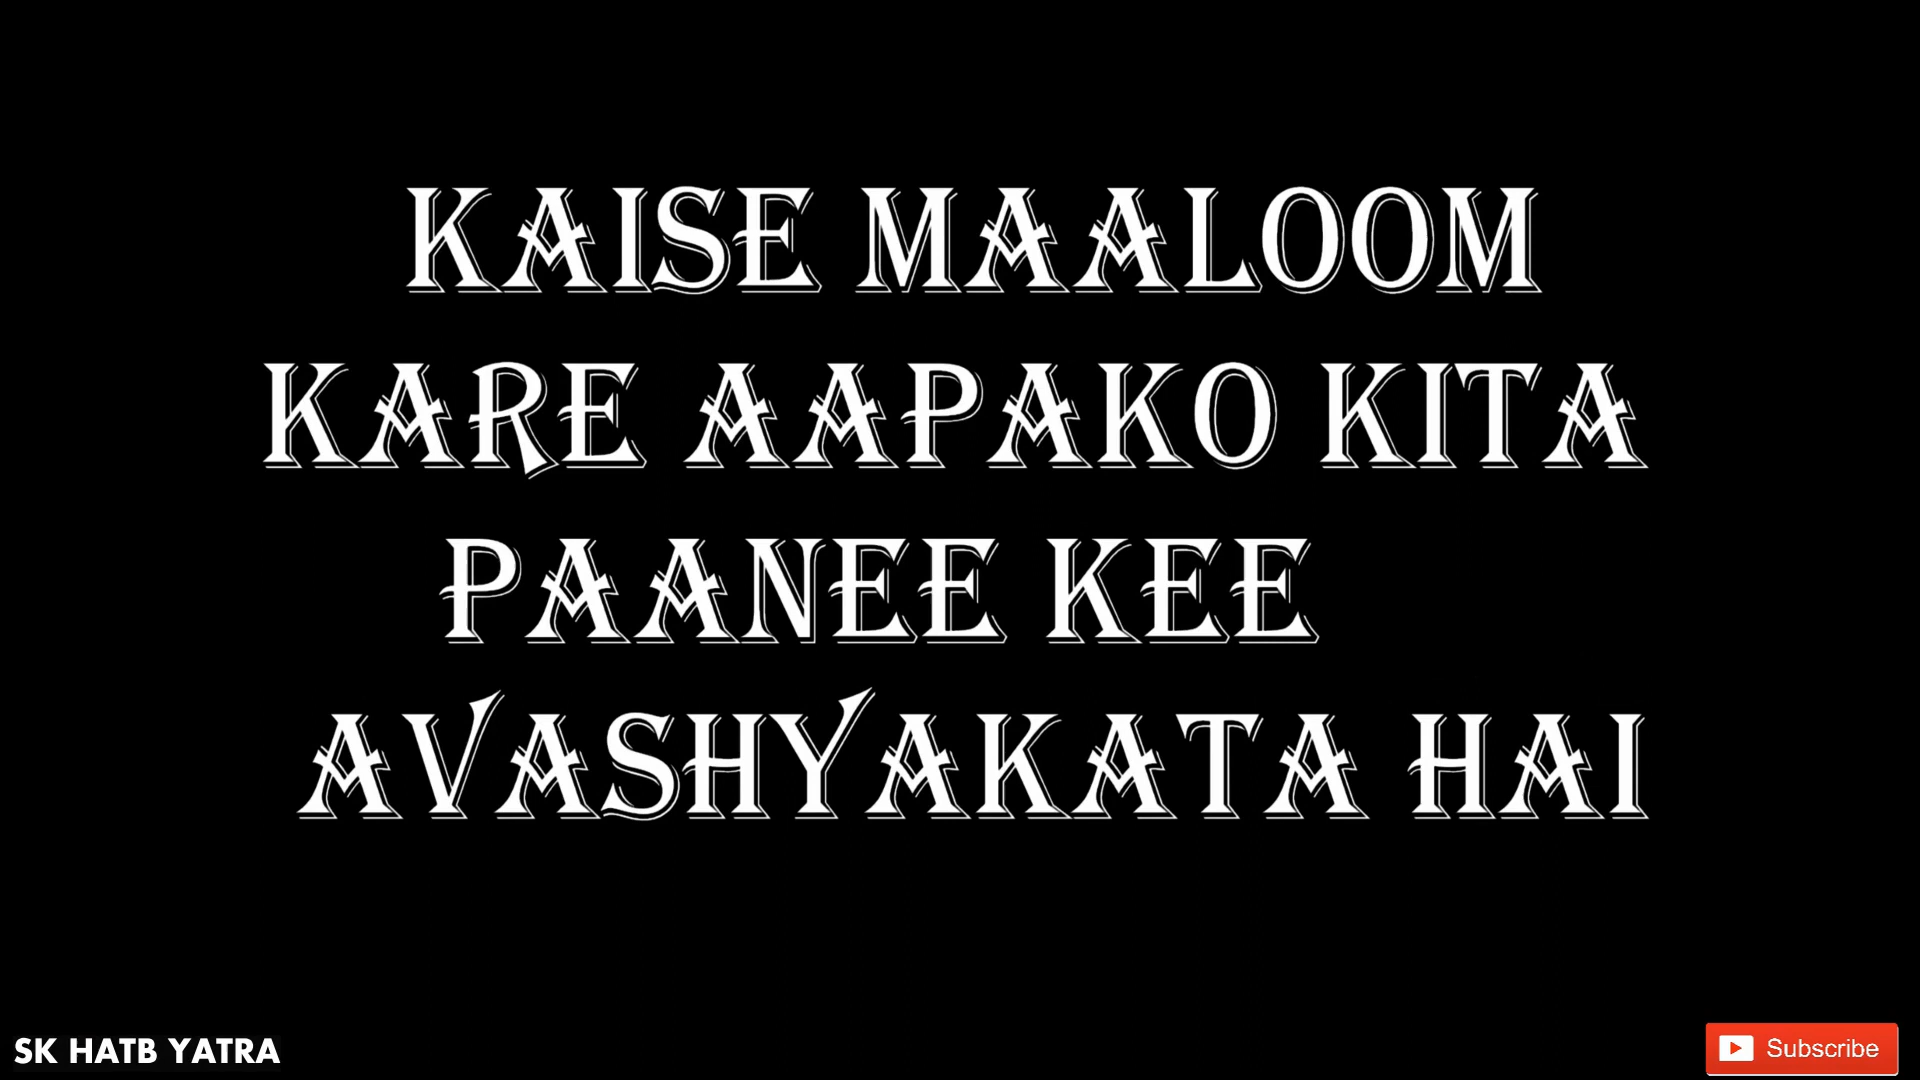 KAISE MAALOOM
KARE AAPAKO KITA
PAANEE KEE
AVASHYAKATA HAI
SK HATB YATRA
Subscribe